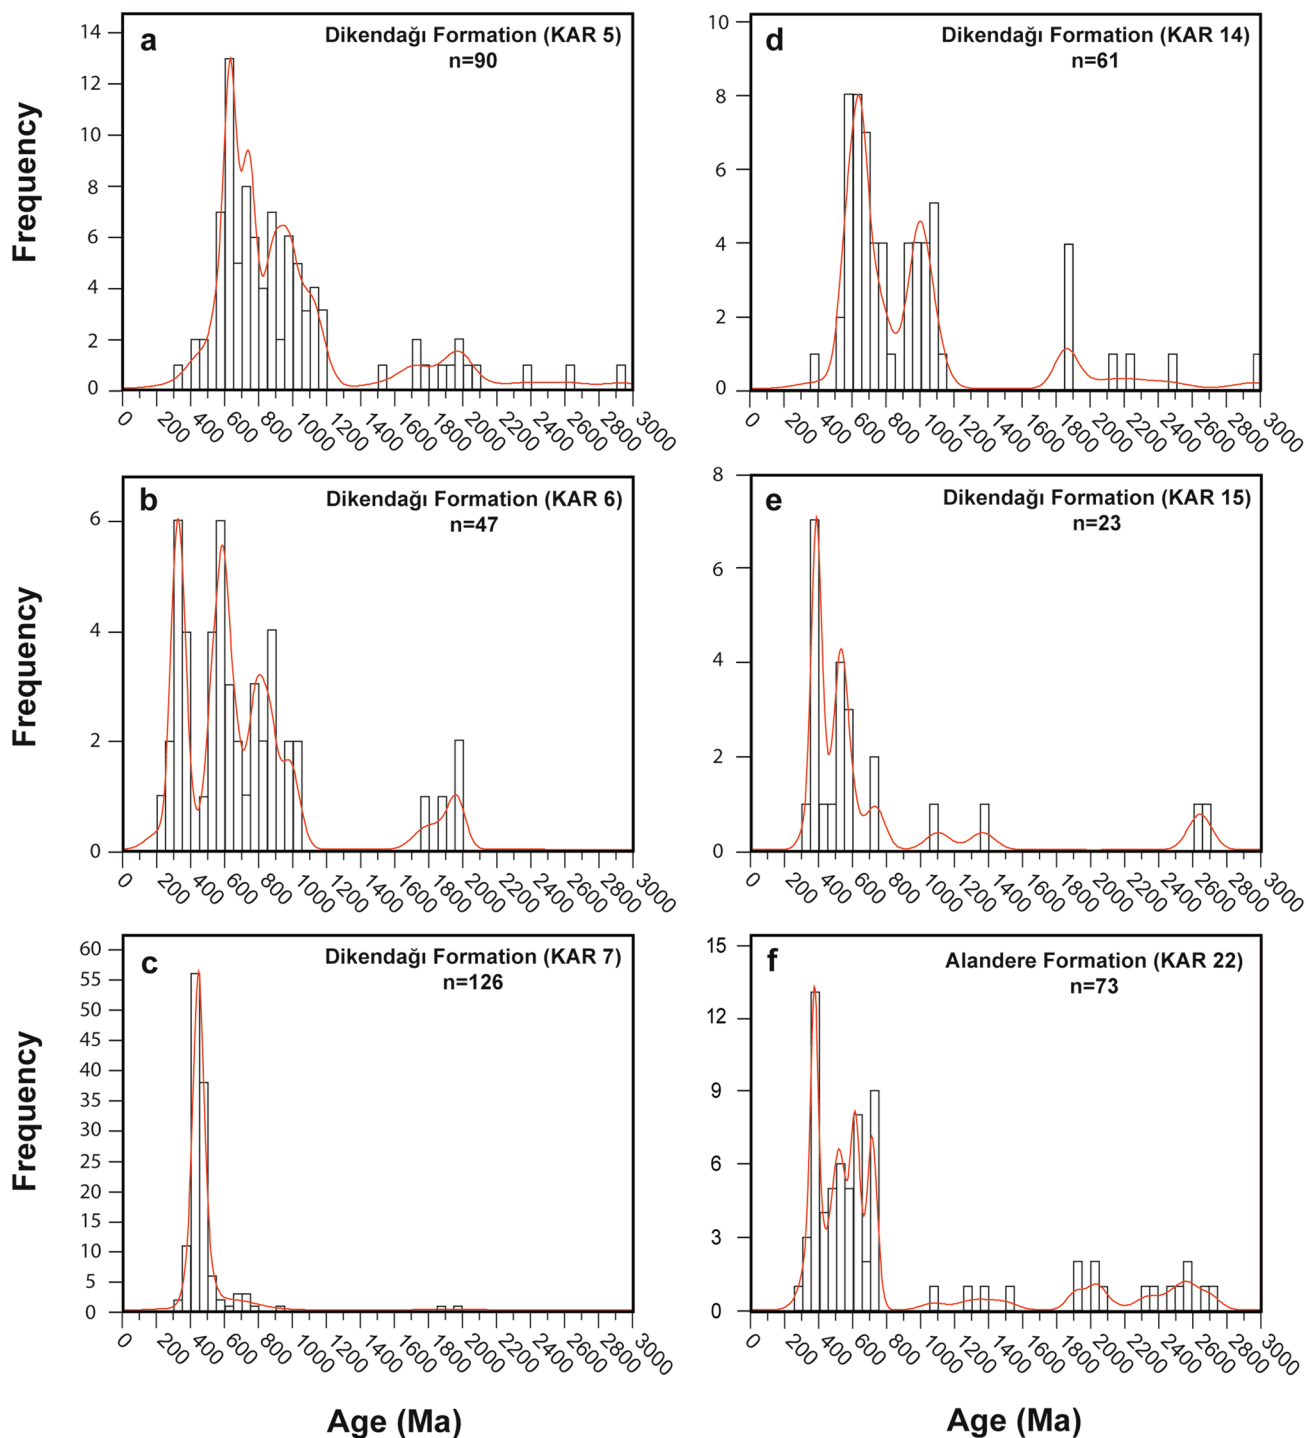 a
Dikendağı Formation (KAR 5)
n=90
Frequency
14
12
10
8
6
4
2
0
0 200 400 600 800 1000 1200 1400 1600 1800 2000 2200 2400 2600 2800 3000
b
Dikendağı Formation (KAR 6)
n=47
Frequency
6
4
2
0
0 200 400 600 800 1000 1200 1400 1600 1800 2000 2200 2400 2600 2800 3000
c
Dikendağı Formation (KAR 7)
n=126
Frequency
60
55
50
45
40
35
30
25
20
15
10
5
0
0 200 400 600 800 1000 1200 1400 1600 1800 2000 2200 2400 2600 2800 3000
Age (Ma)
d
Dikendağı Formation (KAR 14)
n=61
10
8
6
4
2
0
0 200 400 600 800 1000 1200 1400 1600 1800 2000 2200 2400 2600 2800 3000
e
Dikendağı Formation (KAR 15)
n=23
8
6
4
2
0
0 200 400 600 800 1000 1200 1400 1600 1800 2000 2200 2400 2600 2800 3000
f
Alandere Formation (KAR 22)
n=73
15
12
9
6
3
0
0 200 400 600 800 1000 1200 1400 1600 1800 2000 2200 2400 2600 2800 3000
Age (Ma)